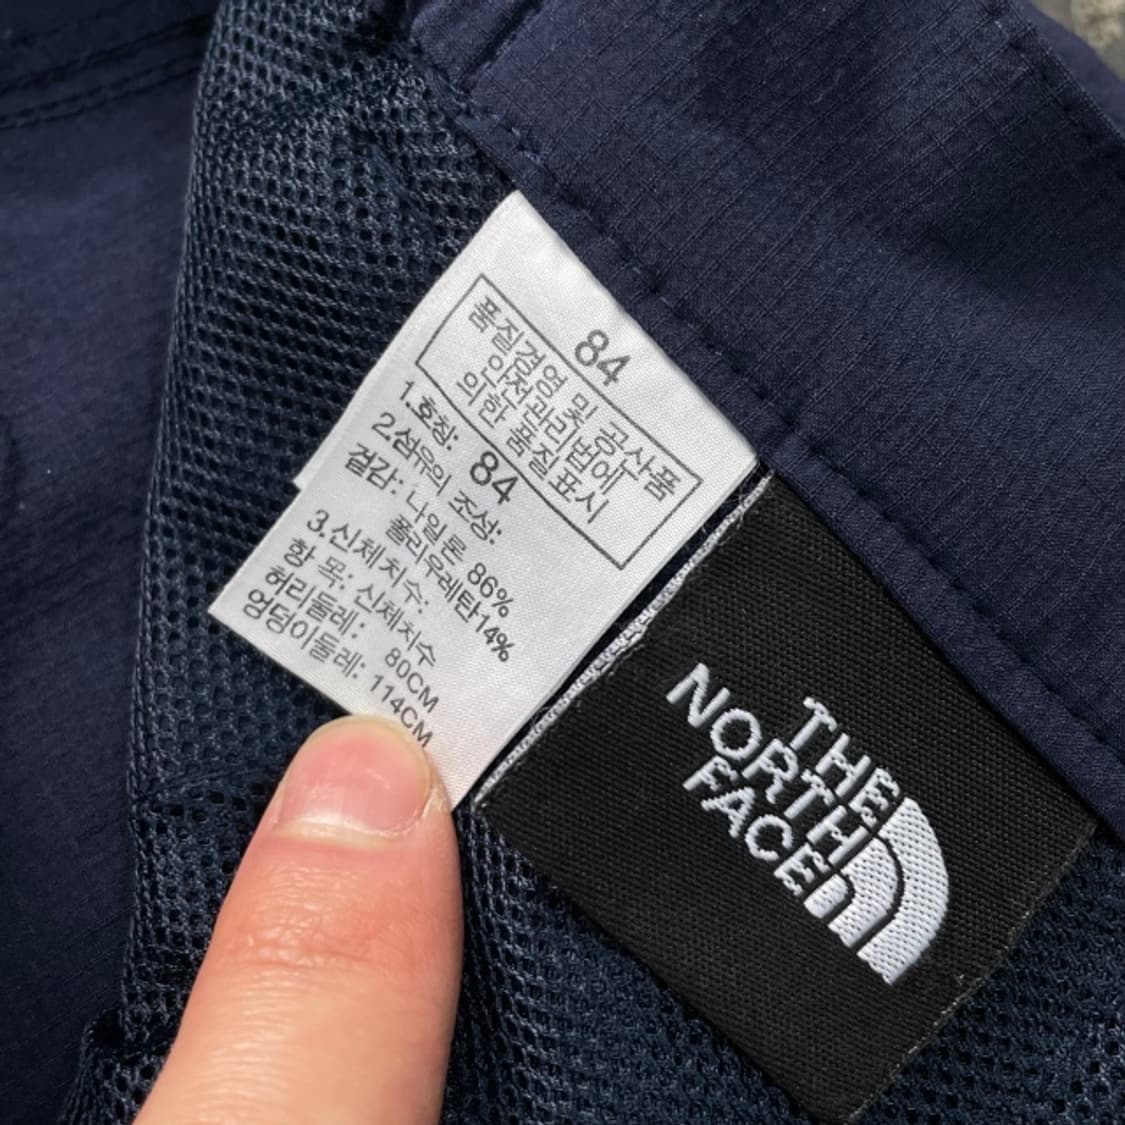 84
품질경영 및 공산품
안전관리법에
의한 품질표시
1.호칭: 84
2.섬유의 조성:
겉감: 나일론 86%
폴리우레탄14%
3.신체치수:
항 목: 신체치수
허리둘레: 80CM
엉덩이둘레: 114CM
THE
NORTH
FACE